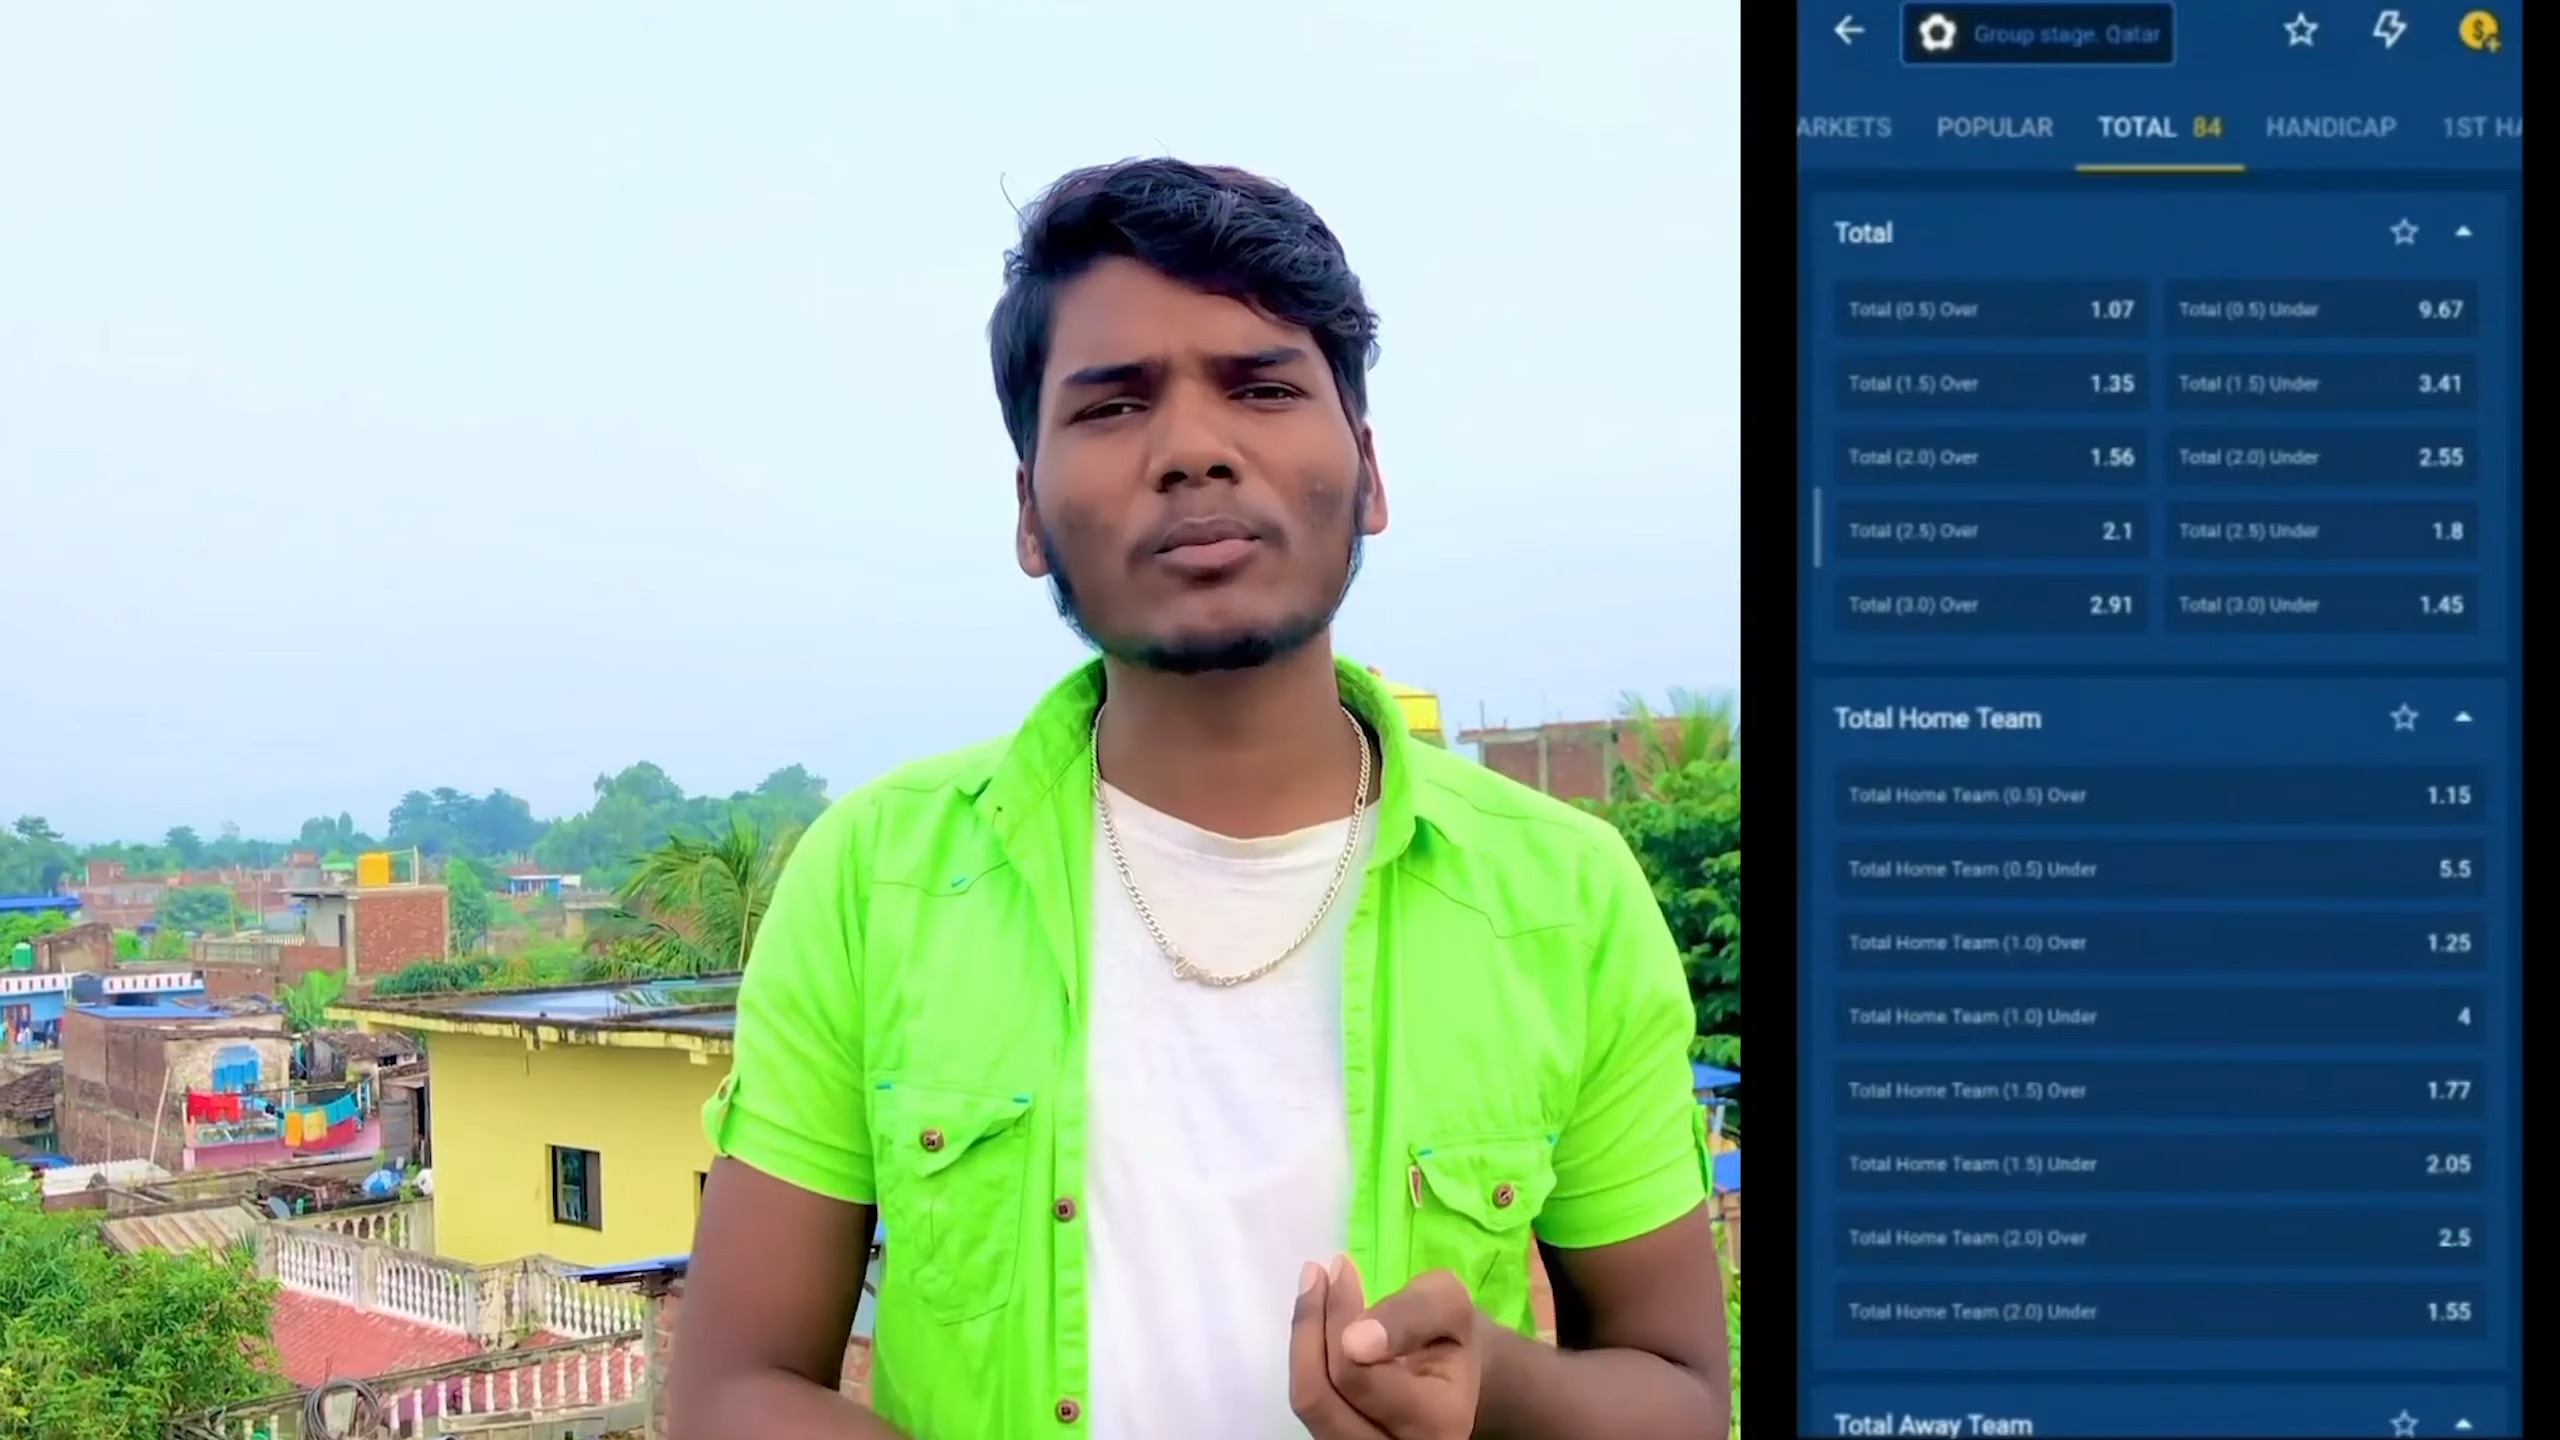 Group stage. Qatar
ARKETS POPULAR TOTAL 84 HANDICAP 1ST HA
Total
Total (0.5) Over 1.07 Total (0.5) Under 9.67
Total (1.5) Over 1.35 Total (1.5) Under 3.41
Total (2.0) Over 1.56 Total (2.0) Under 2.55
Total (2.5) Over 2.1 Total (2.5) Under 1.8
Total (3.0) Over 2.91 Total (3.0) Under 1.45
Total Home Team
Total Home Team (0.5) Over 1.15
Total Home Team (0.5) Under 5.5
Total Home Team (1.0) Over 1.25
Total Home Team (1.0) Under 4
Total Home Team (1.5) Over 1.77
Total Home Team (1.5) Under 2.05
Total Home Team (2.0) Over 2.5
Total Home Team (2.0) Under 1.55
Total Away Team